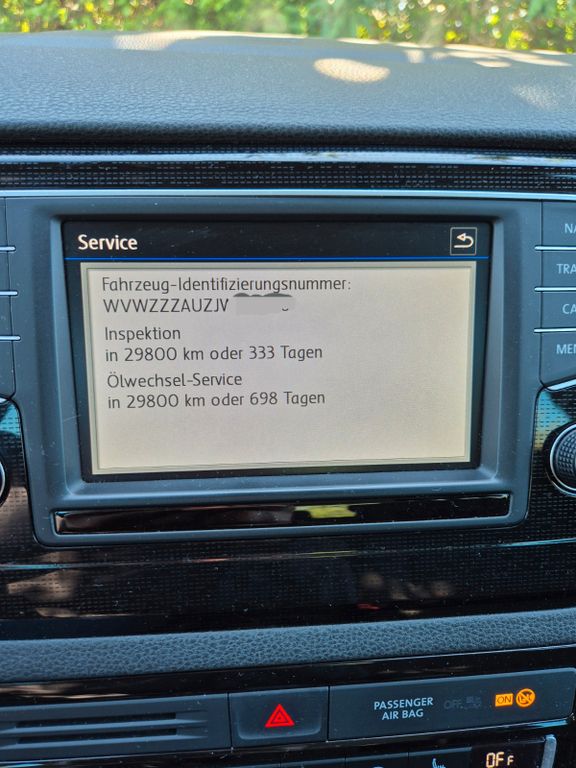 Service
Fahrzeug-Identifizierungsnummer:
WVWZZZAUZJV
Inspektion
in 29800 km oder 333 Tagen
Ölwechsel-Service
in 29800 km oder 698 Tagen
PASSENGER
AIR BAG
OFF
ON
OFF